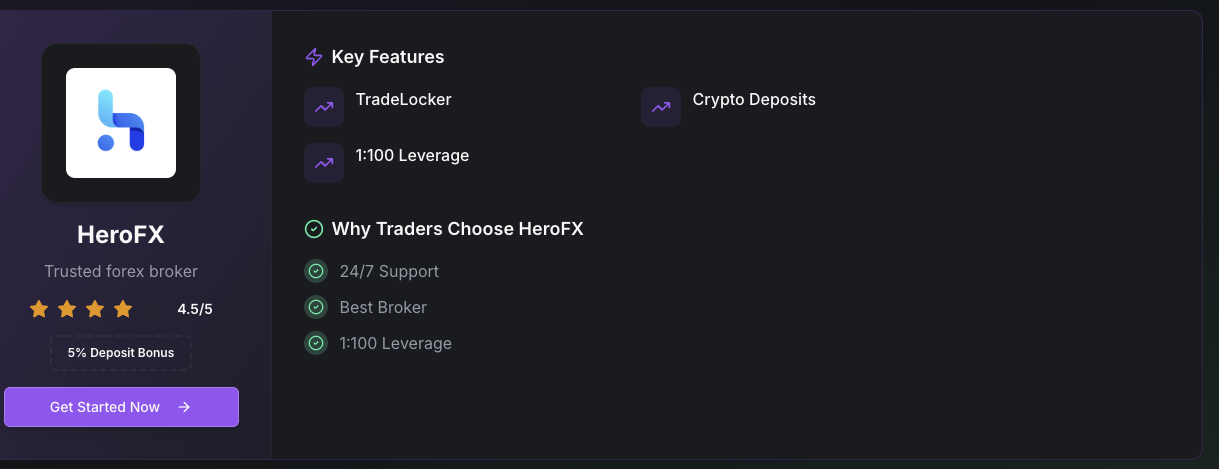 HeroFX
Trusted forex broker
4.5/5
5% Deposit Bonus
Get Started Now
Key Features
TradeLocker
Crypto Deposits
1:100 Leverage
Why Traders Choose HeroFX
24/7 Support
Best Broker
1:100 Leverage